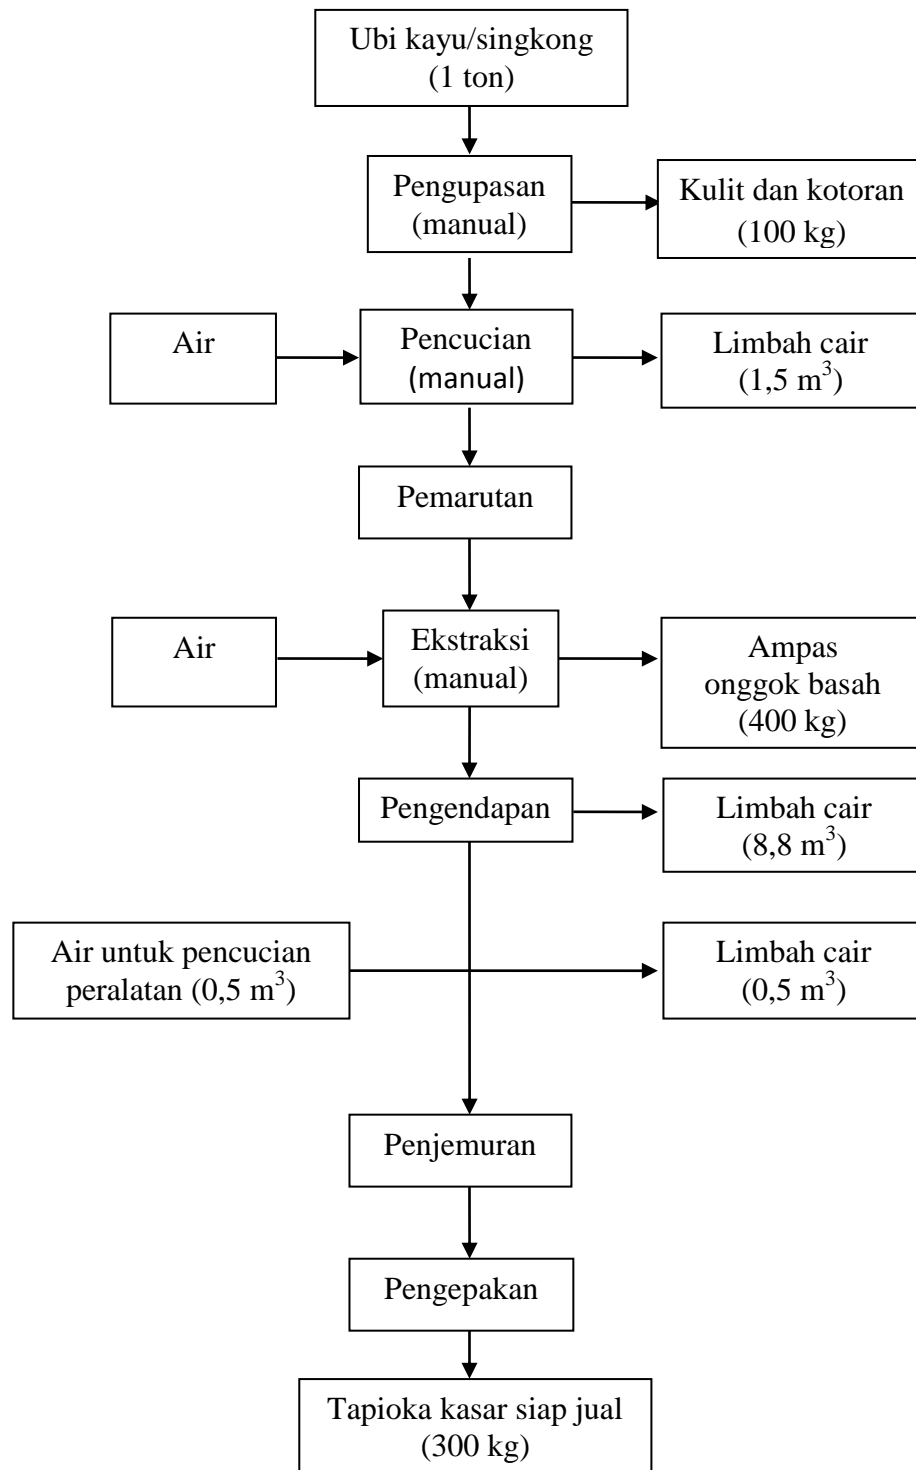 Ubi kayu/singkong
(1 ton)
Pengupasan
(manual)
Kulit dan kotoran
(100 kg)
Air
Pencucian
(manual)
Limbah cair
(1,5 m³)
Pemarutan
Air
Ekstraksi
(manual)
Ampas
onggok basah
(400 kg)
Pengendapan
Limbah cair
(8,8 m³)
Air untuk pencucian
peralatan (0,5 m³)
Limbah cair
(0,5 m³)
Penjemuran
Pengepakan
Tapioka kasar siap jual
(300 kg)